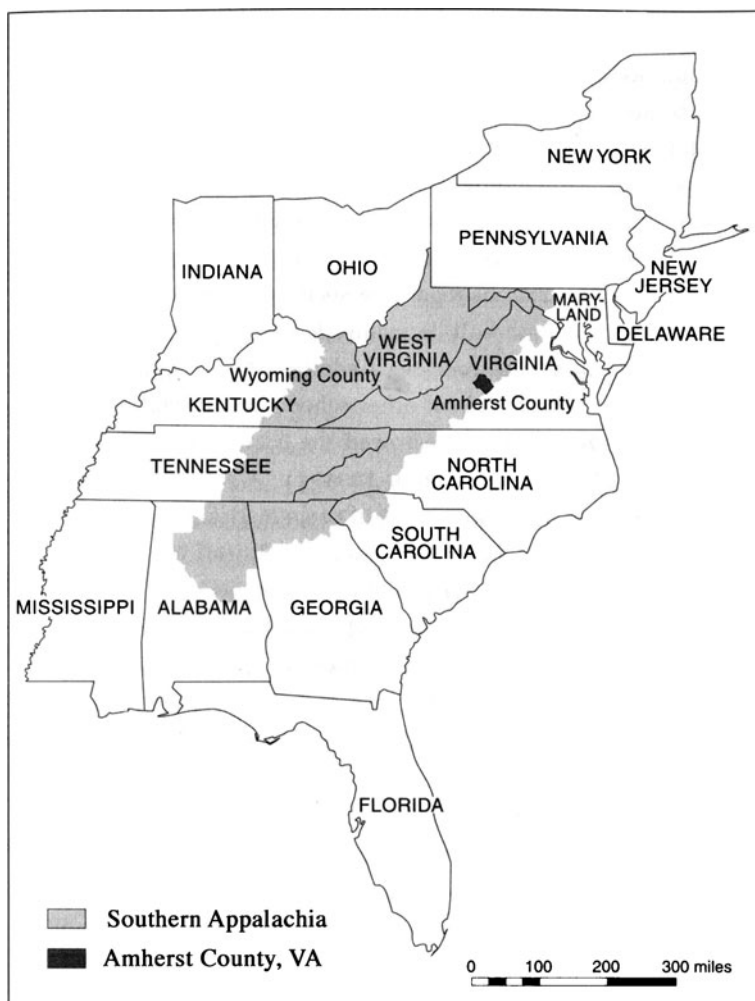 NEW YORK
PENNSYLVANIA
NEW
JERSEY
OHIO
INDIANA
MARY-
LAND
DELAWARE
WEST
VIRGINIA
VIRGINIA
Wyoming County
Amherst County
KENTUCKY
TENNESSEE
NORTH
CAROLINA
SOUTH
CAROLINA
MISSISSIPPI
ALABAMA
GEORGIA
FLORIDA
Southern Appalachia
Amherst County, VA
0 100 200 300 miles